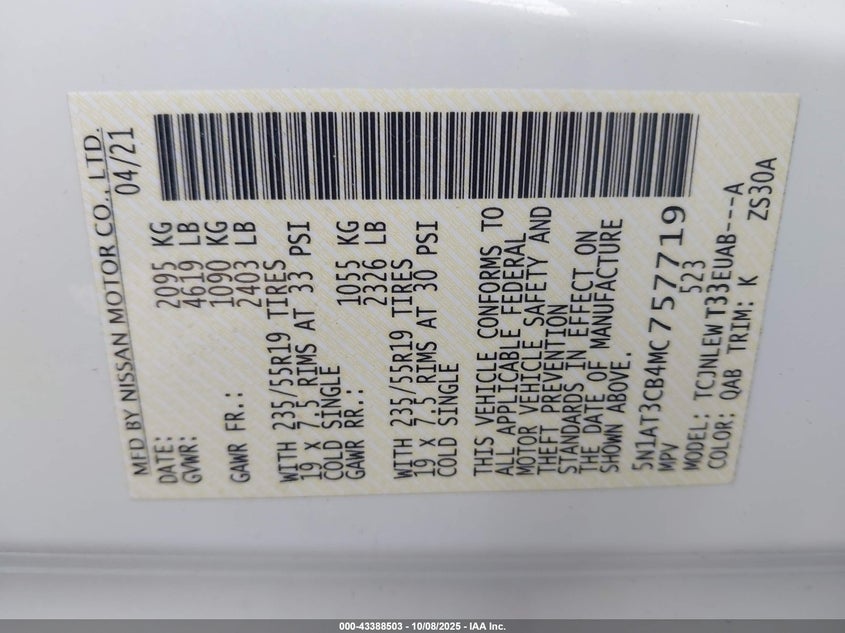 MFD BY NISSAN MOTOR CO., LTD.
DATE: 04/21
GVWR: 2095 KG
4619 LB
GAWR FR.: 1090 KG
2403 LB
WITH 235/55R19 TIRES
19 X 7.5 RIMS AT 33 PSI
COLD SINGLE
GAWR RR.: 1055 KG
2326 LB
WITH 235/55R19 TIRES
19 X 7.5 RIMS AT 30 PSI
COLD SINGLE
THIS VEHICLE CONFORMS TO
ALL APPLICABLE FEDERAL
MOTOR VEHICLE SAFETY AND
THEFT PREVENTION
STANDARDS IN EFFECT ON
THE DATE OF MANUFACTURE
SHOWN ABOVE.
5N1AT3CB4MC757719
MPV 523
MODEL: TCJNLEWT33EUAB---A
COLOR: QAB TRIM: K ZS30A
000-43388503 - 10/08/2025 - IAA Inc.